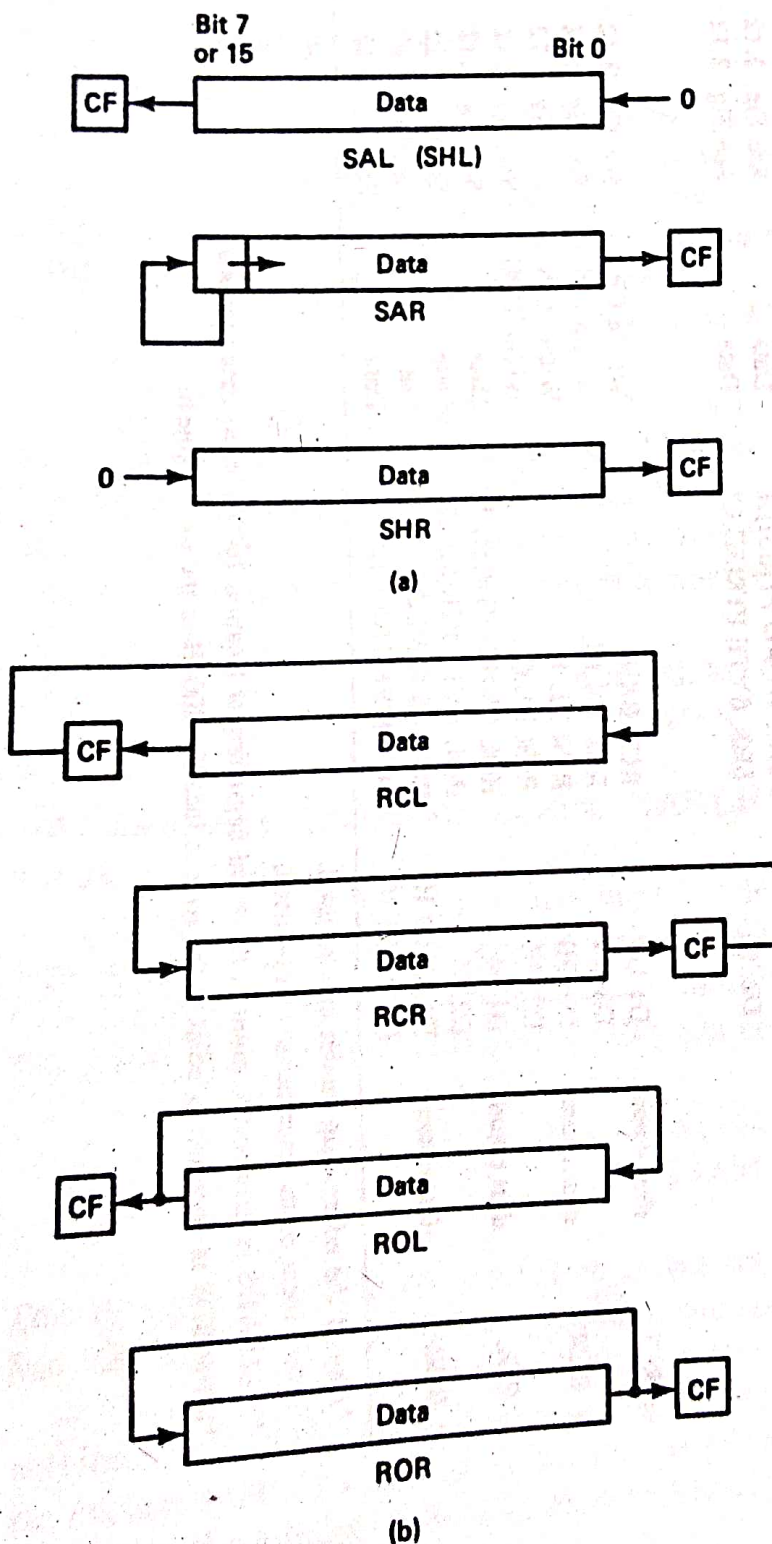 Bit 7
or 15
Bit 0
CF
Data
0
SAL (SHL)
Data
CF
SAR
0
Data
CF
SHR
(a)
CF
Data
RCL
Data
CF
RCR
CF
Data
ROL
Data
CF
ROR
(b)